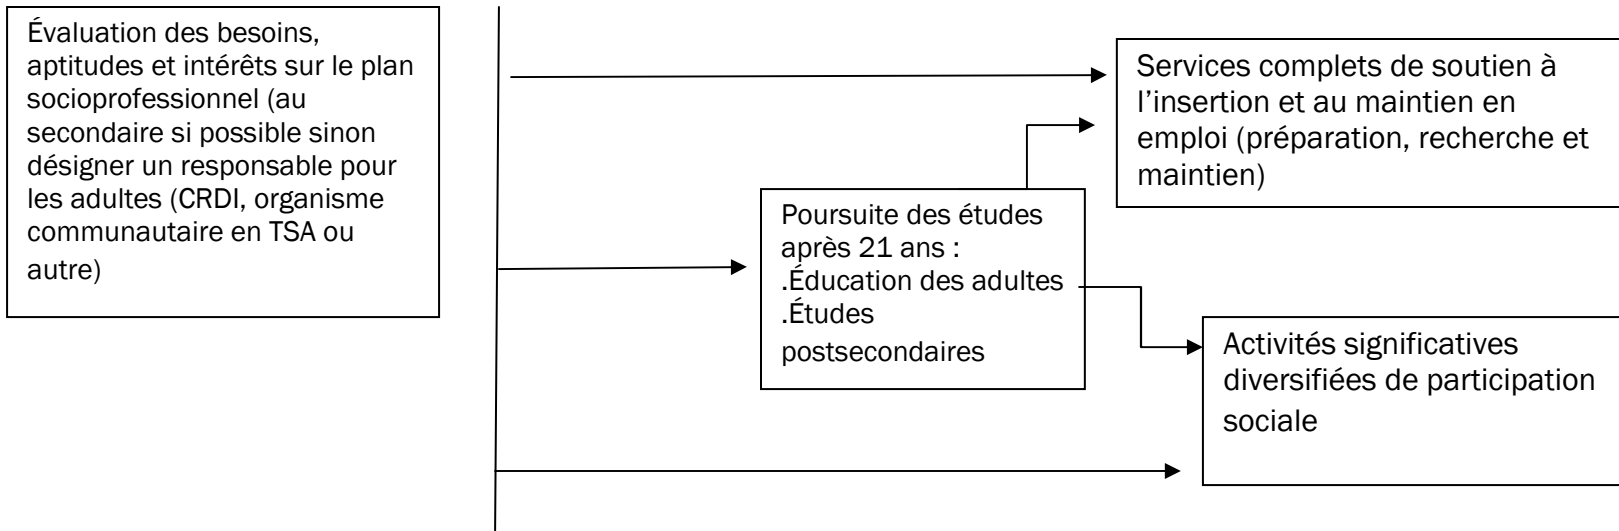 Évaluation des besoins,
aptitudes et intérêts sur le plan
socioprofessionnel (au
secondaire si possible sinon
désigner un responsable pour
les adultes (CRDI, organisme
communautaire en TSA ou
autre)
Services complets de soutien à
l’insertion et au maintien en
emploi (préparation, recherche et
maintien)
Poursuite des études
après 21 ans :
.Éducation des adultes
.Études
postsecondaires
Activités significatives
diversifiées de participation
sociale